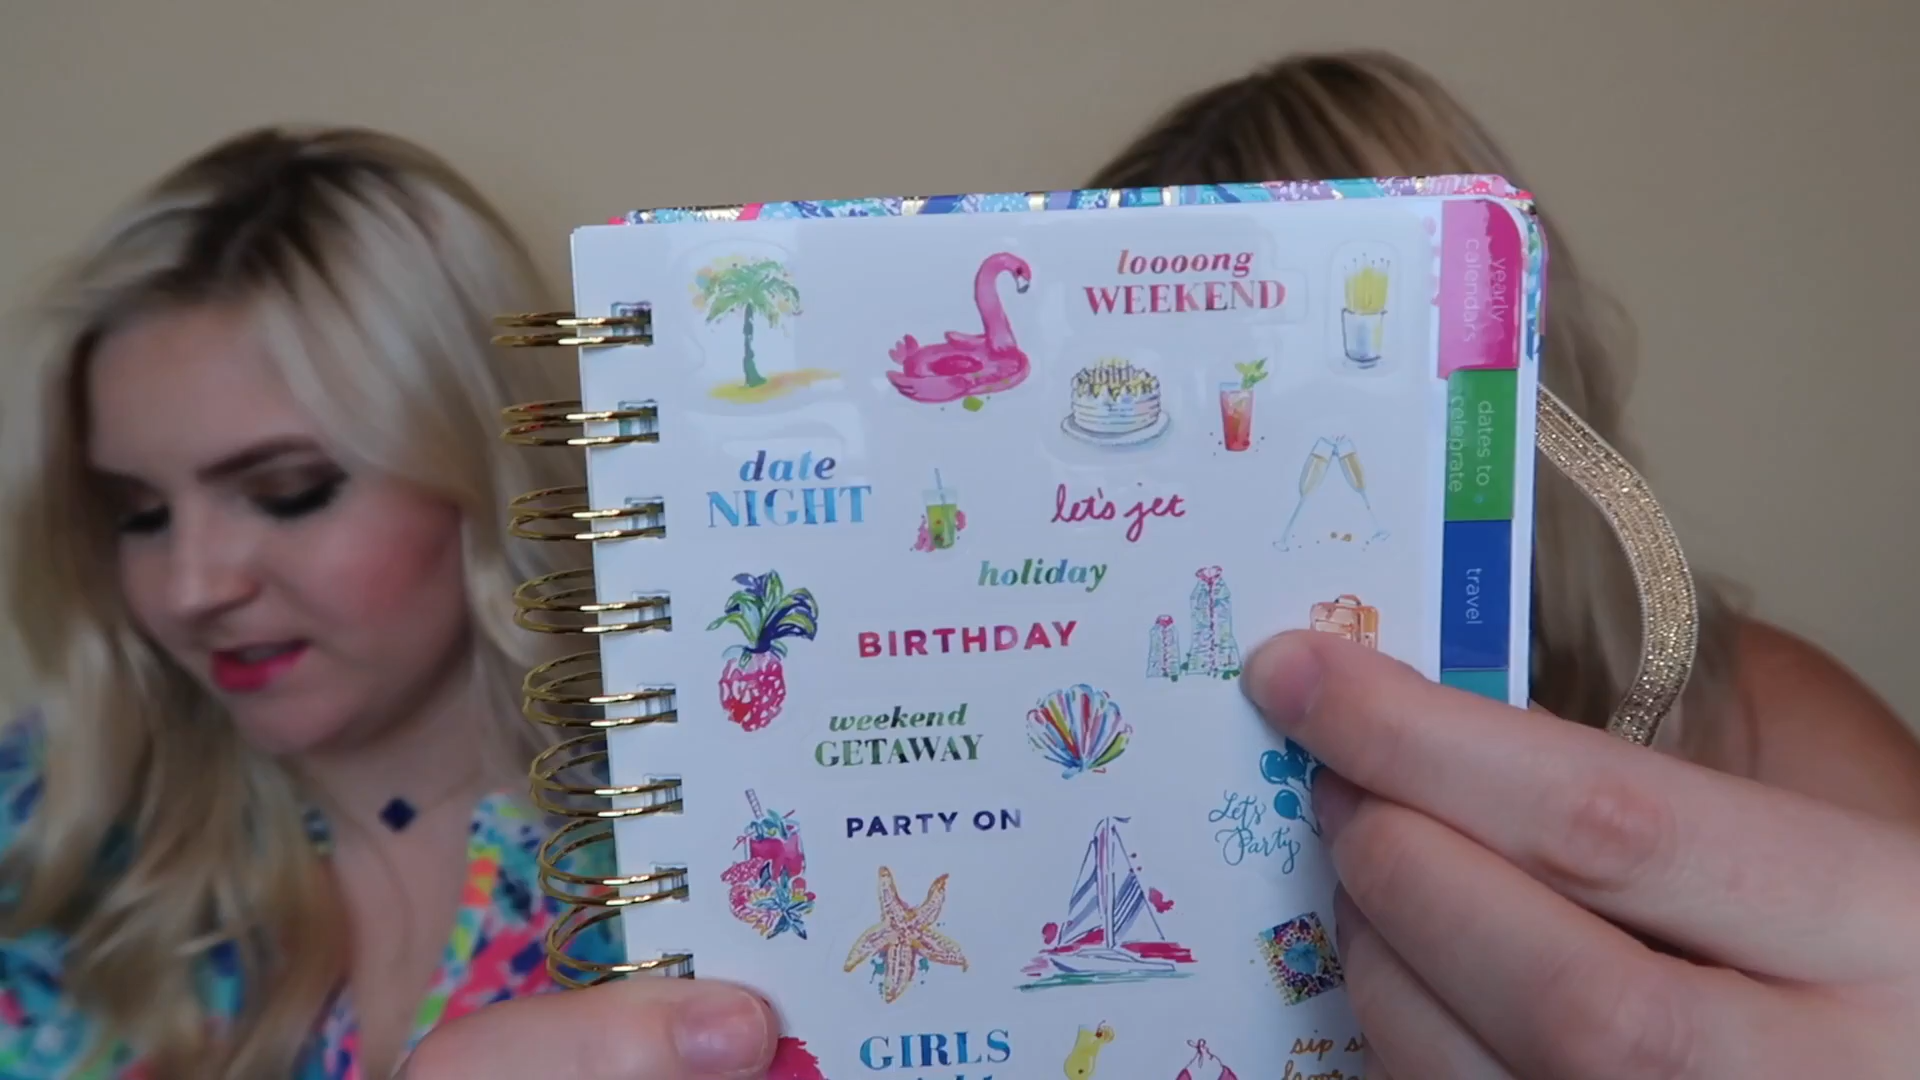 loooong
WEEKEND
date
NIGHT
let's jet
holiday
BIRTHDAY
weekend
GETAWAY
PARTY ON
Let's
Party
GIRLS
sip
yearly
calendars
dates to
celebrate
travel